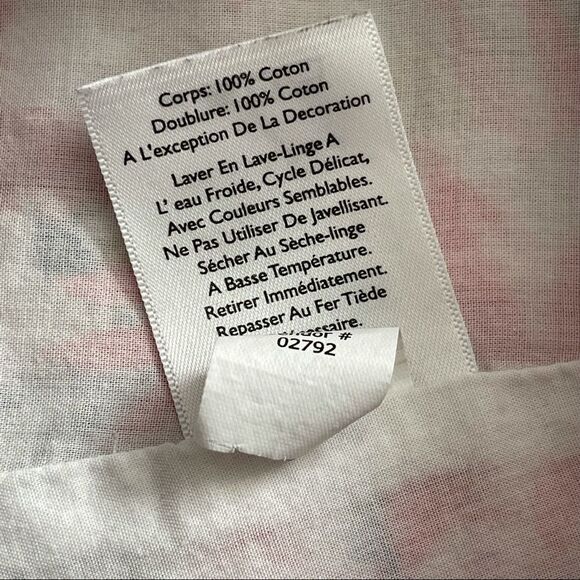 Corps: 100% Coton
Doublure: 100% Coton
A L'exception De La Decoration
Laver En Lave-Linge A
L' eau Froide, Cycle Délicat,
Avec Couleurs Semblables.
Ne Pas Utiliser De Javellisant.
Sécher Au Sèche-linge
A Basse Température.
Retirer Immédiatement.
Repasser Au Fer Tiède
#
02792